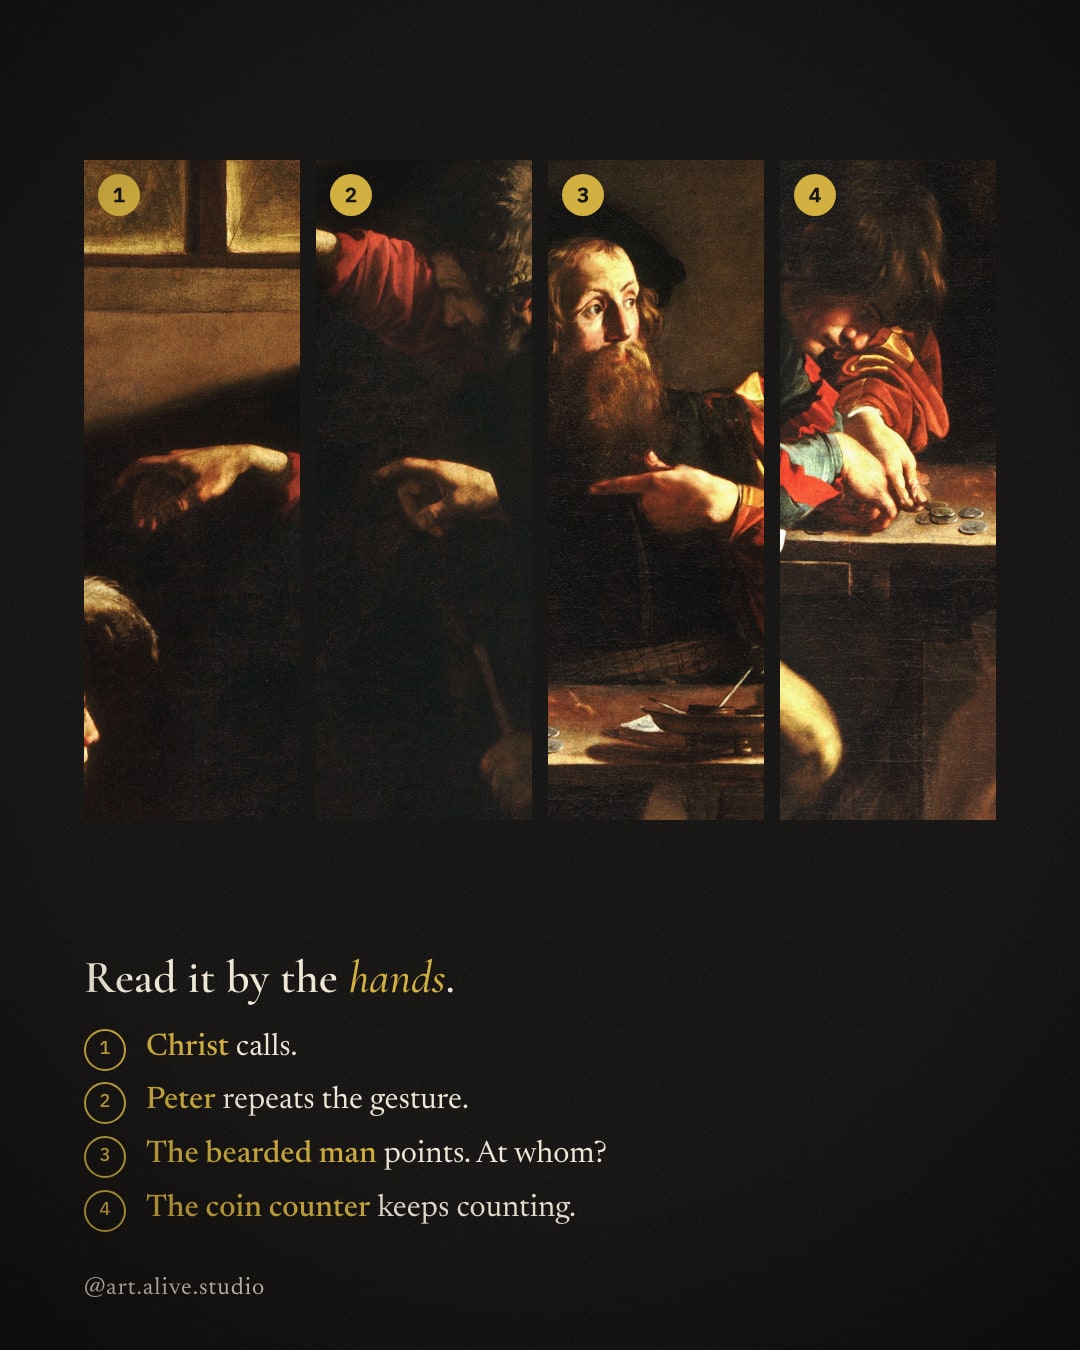 1
2
3
4
Read it by the hands.
1 Christ calls.
2 Peter repeats the gesture.
3 The bearded man points. At whom?
4 The coin counter keeps counting.
@art.alive.studio